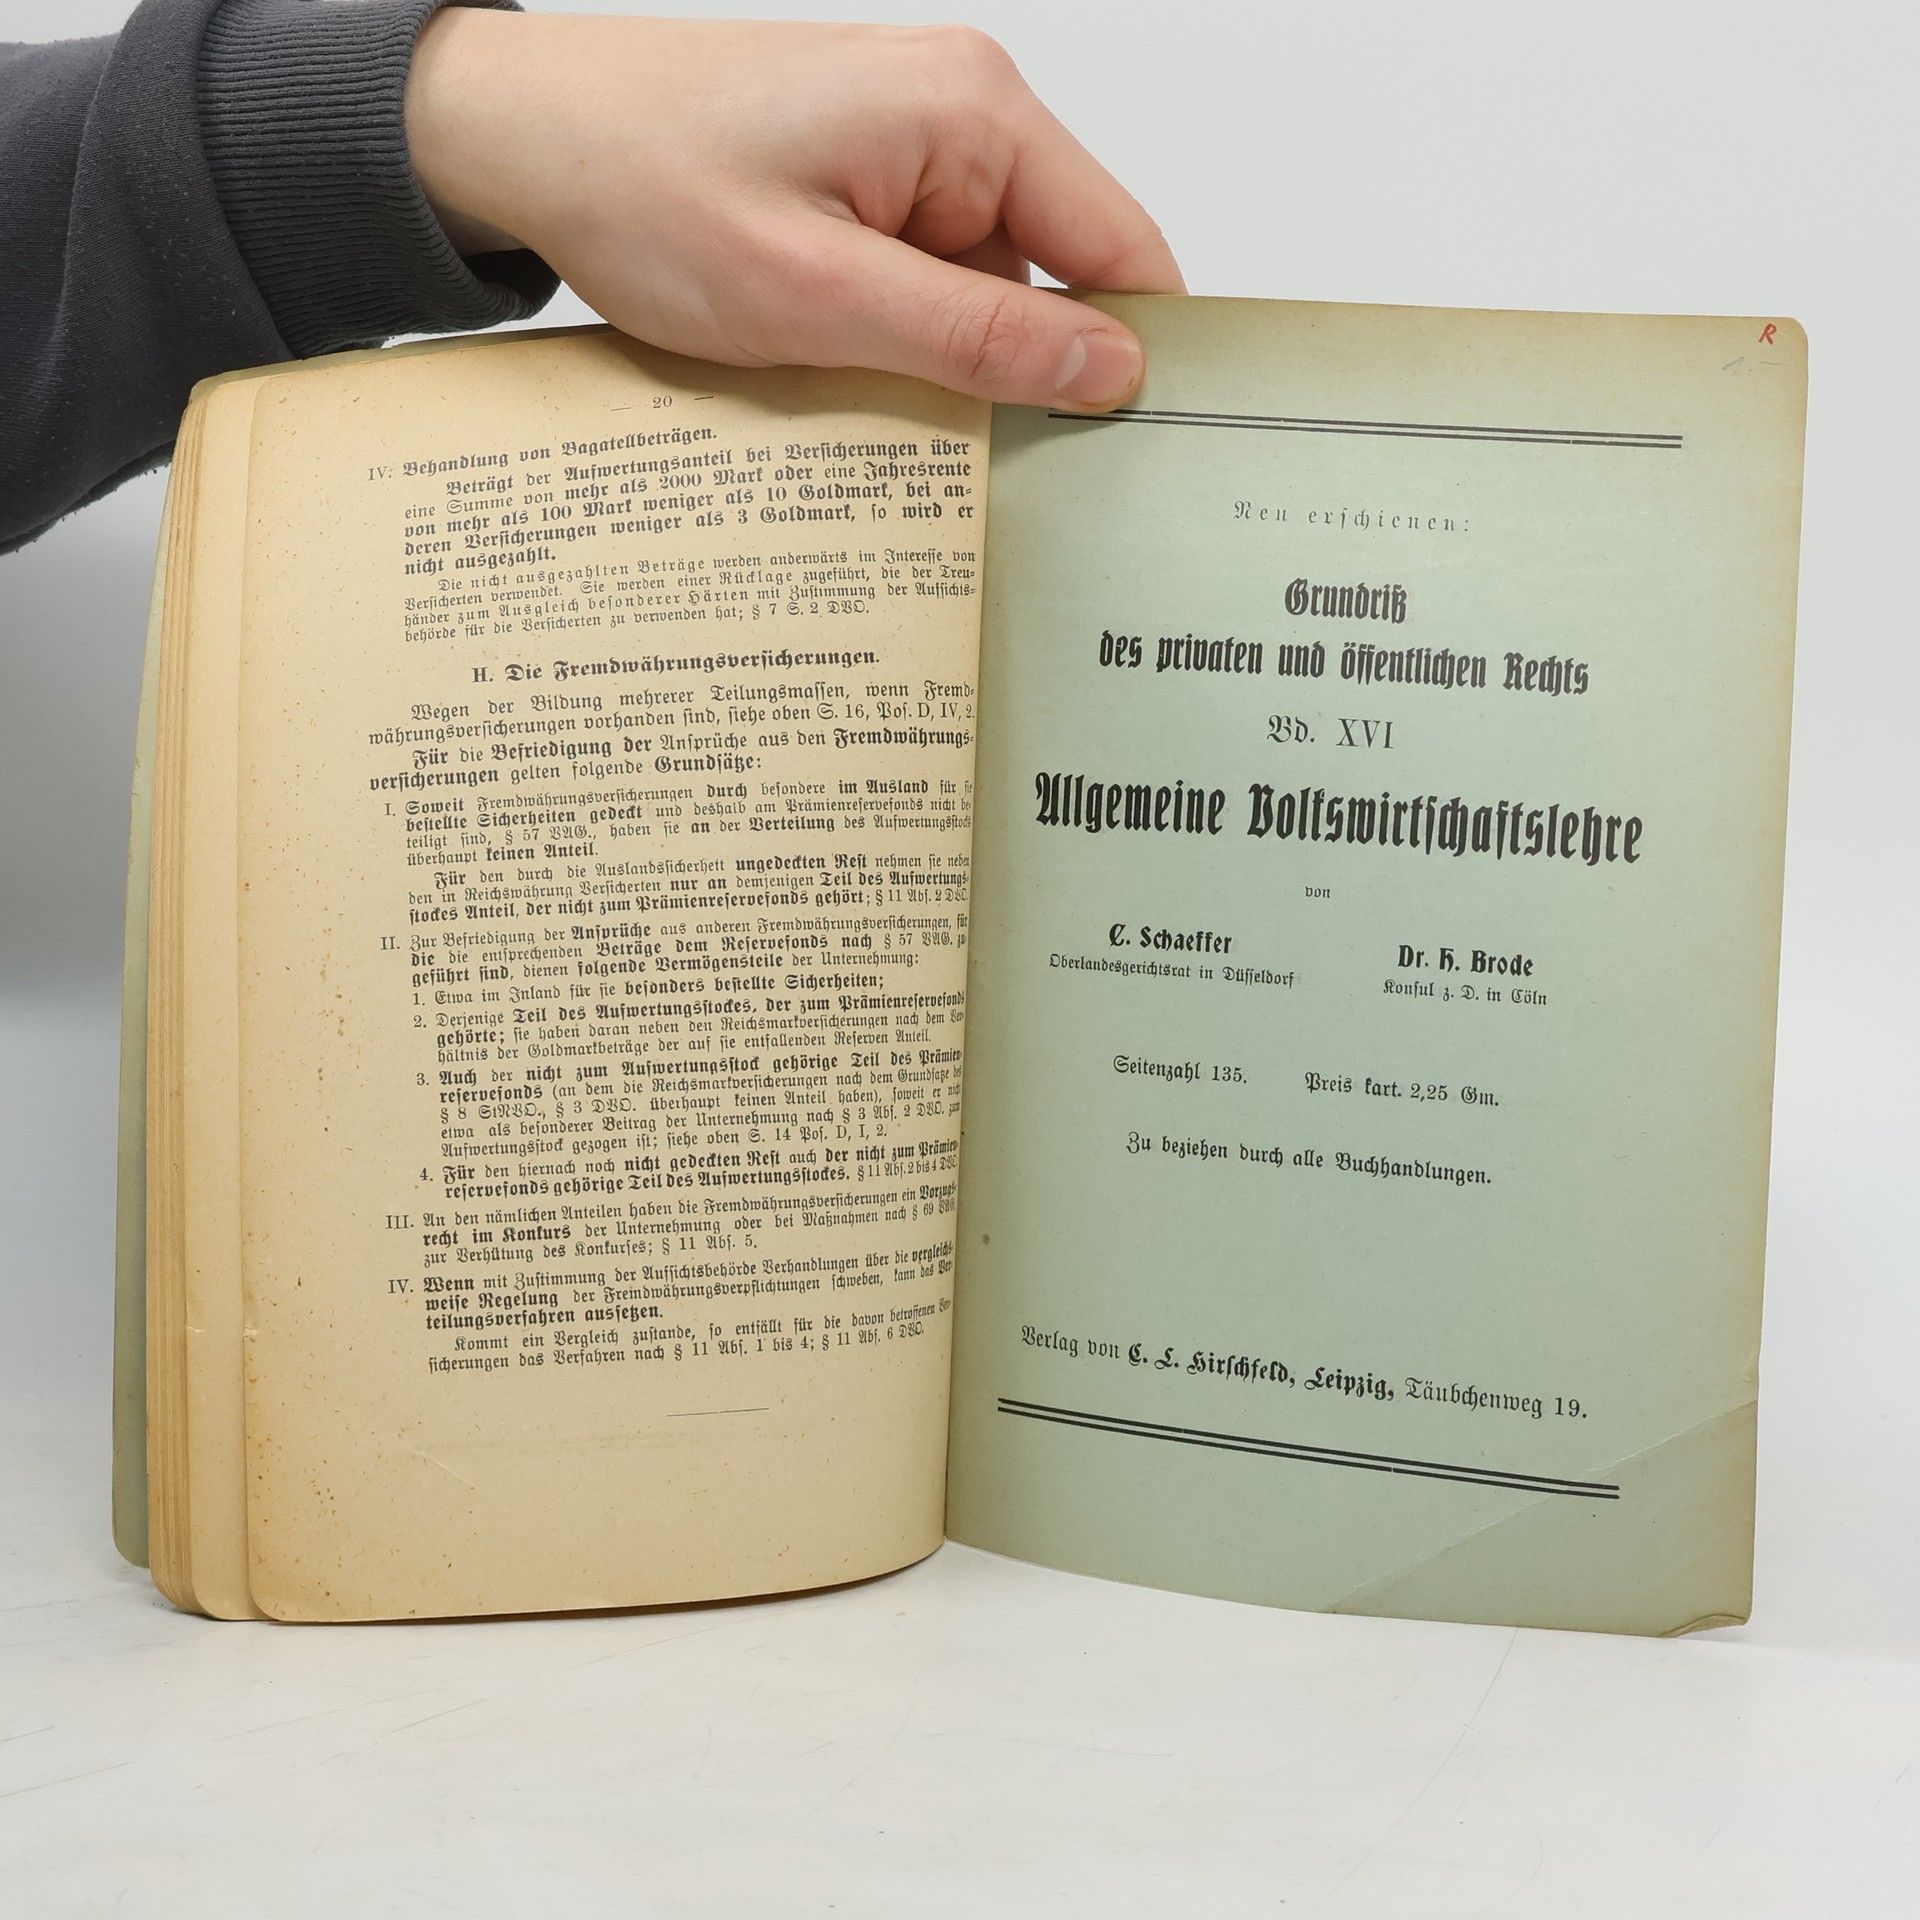 — 20 —
IV. Behandlung von Bagatellbeträgen.
Beträgt der Aufwertungsanteil bei Versicherungen über
eine Summe von mehr als 2000 Mark oder eine Jahresrente
von mehr als 100 Mark weniger als 10 Goldmark, bei an-
deren Versicherungen weniger als 3 Goldmark, so wird er
nicht ausgezahlt.
Die nicht ausgezahlten Beträge werden anderwärts im Interesse von
Versicherten verwendet. Sie werden einer Rücklage zugeführt, die der Treu-
händer zum Ausgleich besonderer Härten mit Zustimmung der Aufsichts-
behörde für die Versicherten zu verwenden hat; § 7 S. 2 DVO.
H. Die Fremdwährungsversicherungen.
Wegen der Bildung mehrerer Teilungsmassen, wenn Fremd-
währungsversicherungen vorhanden sind, siehe oben S. 16, Pos. D, IV, 2.
Für die Befriedigung der Ansprüche aus den Fremdwährungs-
versicherungen gelten folgende Grundsätze:
I. Soweit Fremdwährungsversicherungen durch besondere im Ausland für sie
bestellte Sicherheiten gedeckt und deshalb am Prämienreservefonds nicht be-
teiligt sind, § 57 VAG., haben sie an der Verteilung des Aufwertungsstocks
überhaupt keinen Anteil.
Für den durch die Auslandssicherheit ungedeckten Rest nehmen sie neben
den in Reichswährung Versicherten nur an demjenigen Teil des Aufwertungs-
stockes Anteil, der nicht zum Prämienreservefonds gehört; § 11 Abs. 2 DVO.
II. Zur Befriedigung der Ansprüche aus anderen Fremdwährungsversicherungen, für
die die entsprechenden Beträge dem Reservefonds nach § 57 VAG. zu-
geführt sind, dienen folgende Vermögensteile der Unternehmung:
1. Etwa im Inland für sie besonders bestellte Sicherheiten;
2. Derjenige Teil des Aufwertungsstockes, der zum Prämienreservefonds
gehörte; sie haben daran neben den Reichsmarkversicherungen nach dem Ver-
hältnis der Goldmarkbeträge der auf sie entfallenden Reserven Anteil.
3. Auch der nicht zum Aufwertungsstock gehörige Teil des Prämien-
reservefonds (an dem die Reichsmarkversicherungen nach dem Grundsatze des
§ 8 StNVO., § 3 DVO. überhaupt keinen Anteil haben), soweit er nicht
etwa als besonderer Beitrag der Unternehmung nach § 3 Abs. 2 DVO. zum
Aufwertungsstock gezogen ist; siehe oben S. 14 Pos. D, I, 2.
4. Für den hiernach noch nicht gedeckten Rest auch der nicht zum Prämien-
reservefonds gehörige Teil des Aufwertungsstockes. § 11 Abs. 2 bis 4 DVO.
III. An den nämlichen Anteilen haben die Fremdwährungsversicherungen ein Vorzugs-
recht im Konkurs der Unternehmung oder bei Maßnahmen nach § 69 VAG.
zur Verhütung des Konkurses; § 11 Abs. 5.
IV. Wenn mit Zustimmung der Aufsichtsbehörde Verhandlungen über die vergleichs-
weise Regelung der Fremdwährungsverpflichtungen schweben, kann das Ver-
teilungsverfahren aussetzen.
Kommt ein Vergleich zustande, so entfällt für die davon betroffenen Ver-
sicherungen das Verfahren nach § 11 Abs. 1 bis 4; § 11 Abs. 6 DVO.
R
1.-
Neu erschienen:
Grundriß
des privaten und öffentlichen Rechts
Bd. XVI
Allgemeine Volkswirtschaftslehre
von
C. Schaeffer
Oberlandesgerichtsrat in Düsseldorf
Dr. H. Brode
Konsul z. D. in Cöln
Seitenzahl 135. Preis kart. 2,25 Gm.
Zu beziehen durch alle Buchhandlungen.
Verlag von C. L. Hirschfeld, Leipzig, Täubchenweg 19.